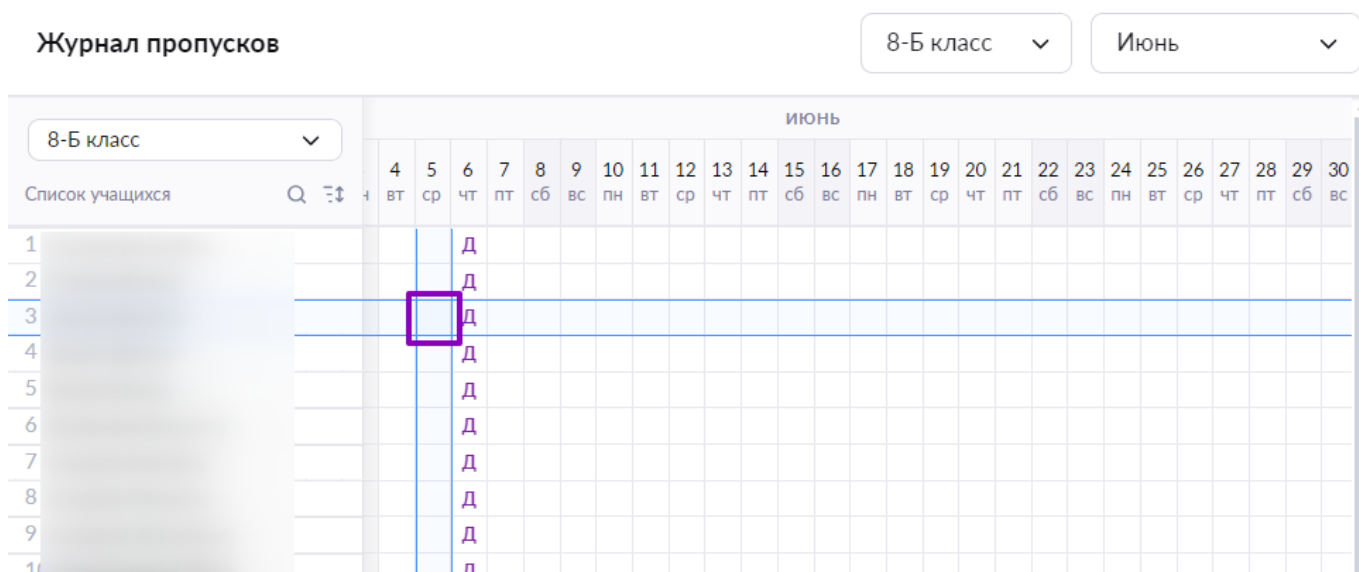 Журнал пропусков 8-Б класс Июнь
июнь
8-Б класс
4 5 6 7 8 9 10 11 12 13 14 15 16 17 18 19 20 21 22 23 24 25 26 27 28 29 30
Список учащихся вт ср чт пт сб вс пн вт ср чт пт сб вс пн вт ср чт пт сб вс пн вт ср чт пт сб вс
1 Д
2 Д
3 Д
4 Д
5 Д
6 Д
7 Д
8 Д
9 Д